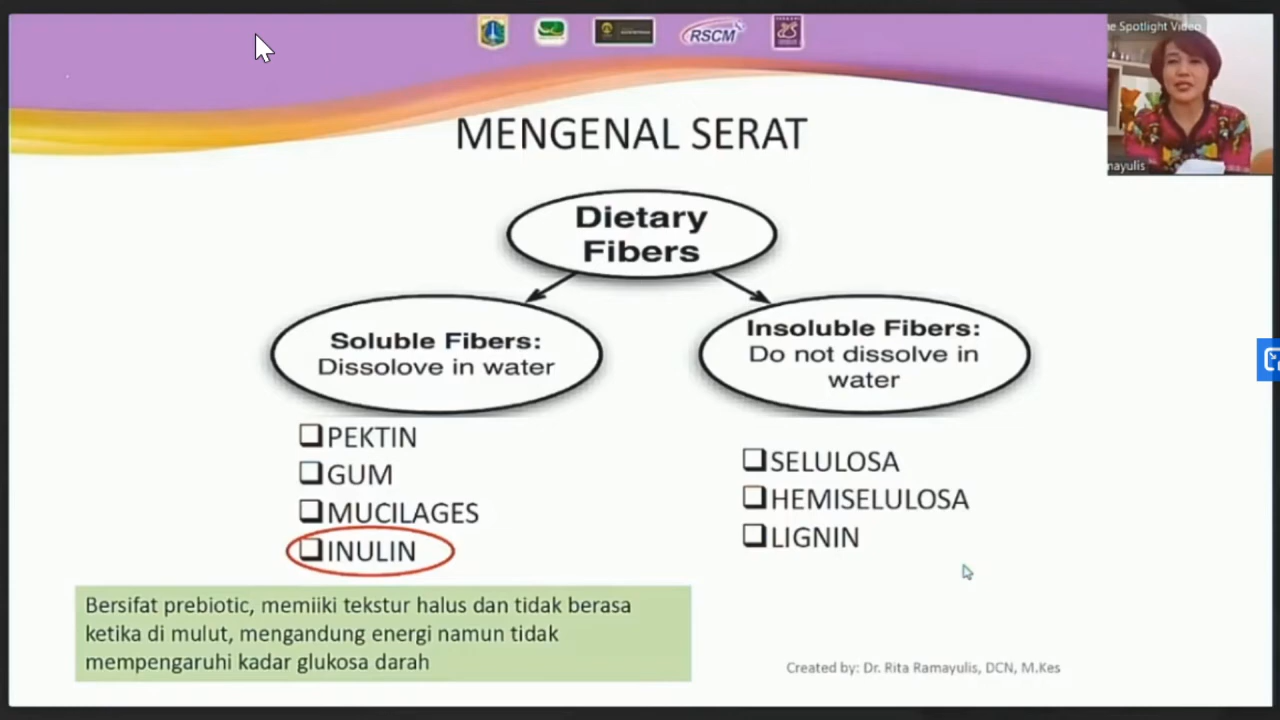 RSCM
e Spotlight Video
mayulis
MENGENAL SERAT
Dietary
Fibers
Soluble Fibers:
Dissolove in water
Insoluble Fibers:
Do not dissolve in
water
PEKTIN
GUM
MUCILAGES
INULIN
SELULOSA
HEMISELULOSA
LIGNIN
Bersifat prebiotic, memiiki tekstur halus dan tidak berasa
ketika di mulut, mengandung energi namun tidak
mempengaruhi kadar glukosa darah
Created by: Dr. Rita Ramayulis, DCN, M.Kes